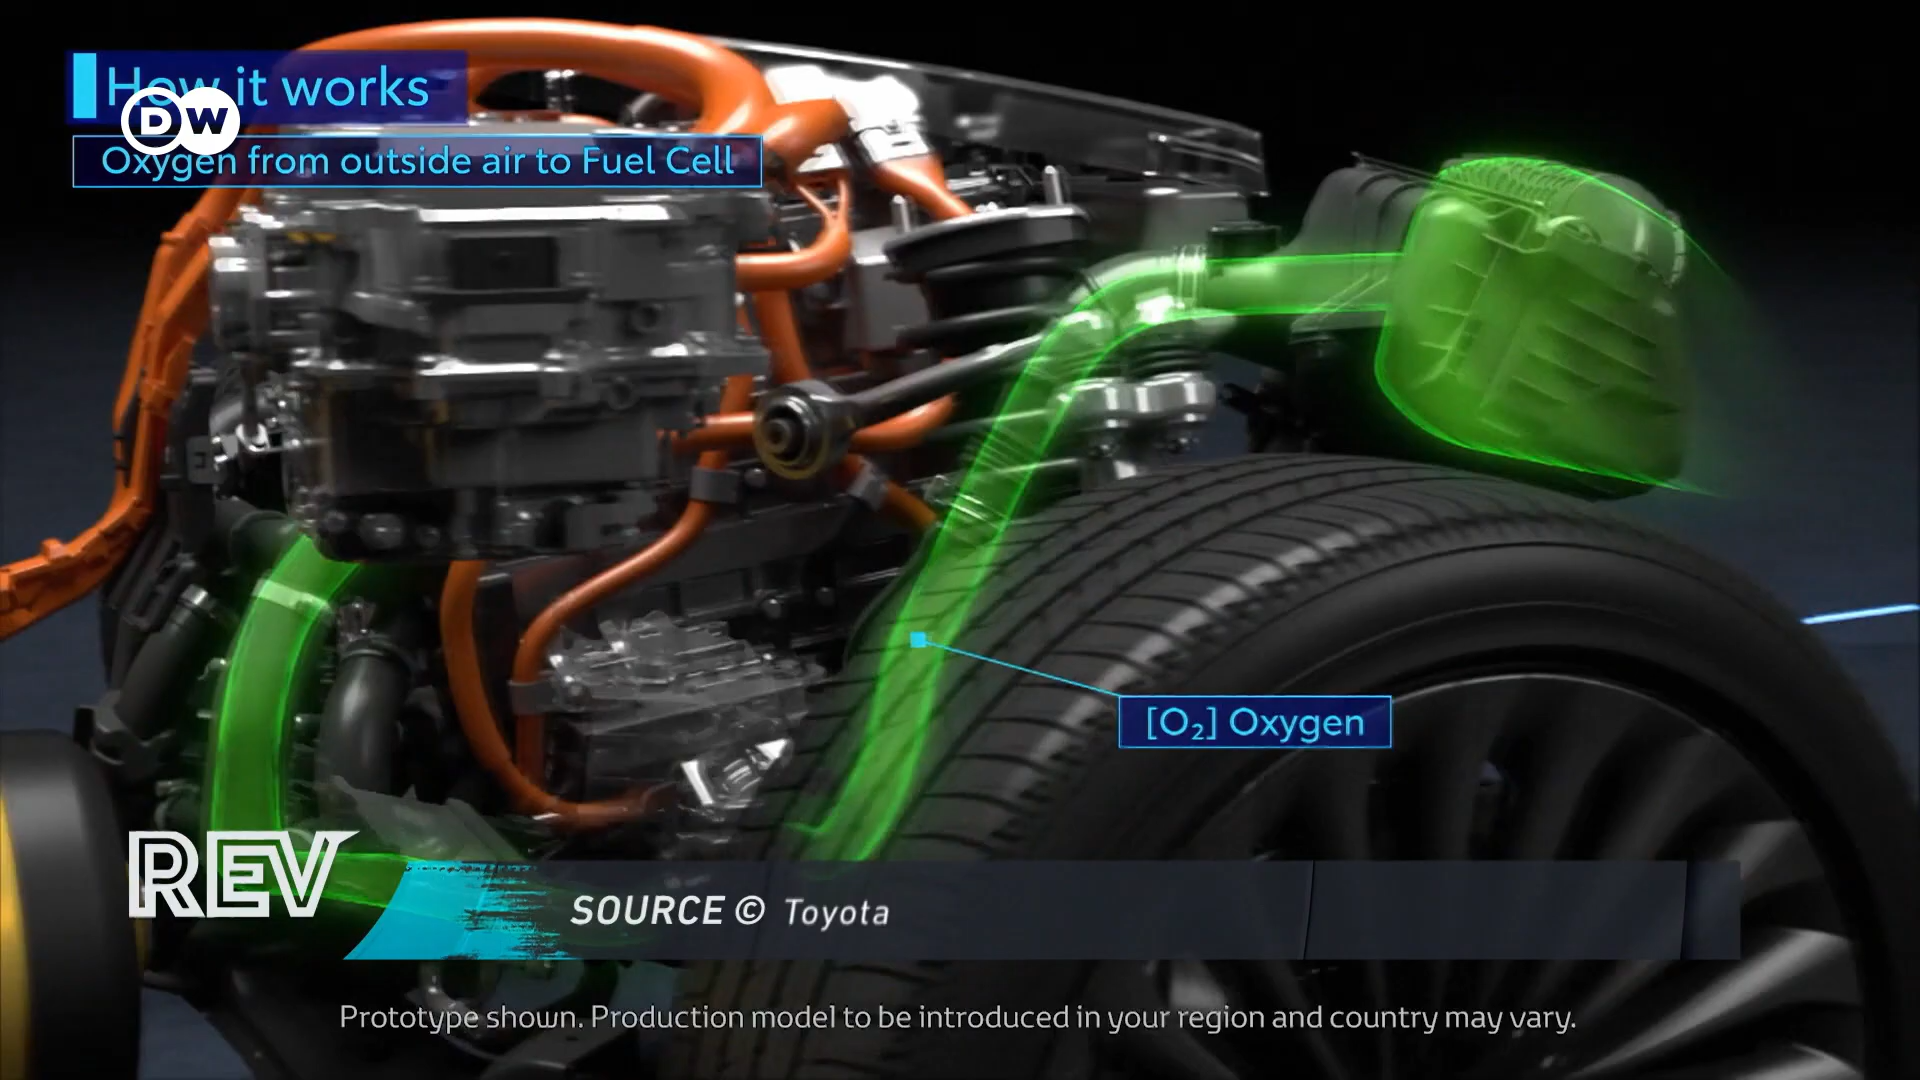 How it works
DW
Oxygen from outside air to Fuel Cell
[O₂] Oxygen
REV
SOURCE © Toyota
Prototype shown. Production model to be introduced in your region and country may vary.